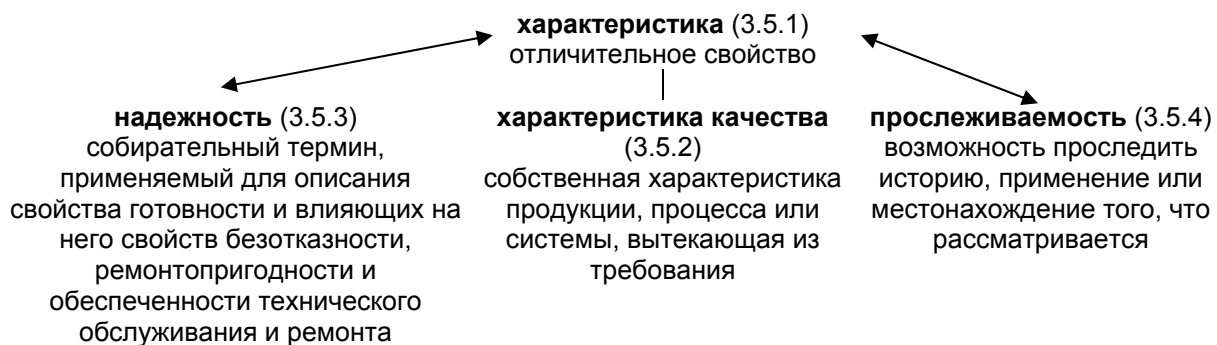 характеристика (3.5.1)
отличительное свойство
надежность (3.5.3)
собирательный термин,
применяемый для описания
свойства готовности и влияющих на
него свойств безотказности,
ремонтопригодности и
обеспеченности технического
обслуживания и ремонта
характеристика качества
(3.5.2)
собственная характеристика
продукции, процесса или
системы, вытекающая из
требования
прослеживаемость (3.5.4)
возможность проследить
историю, применение или
местонахождение того, что
рассматривается